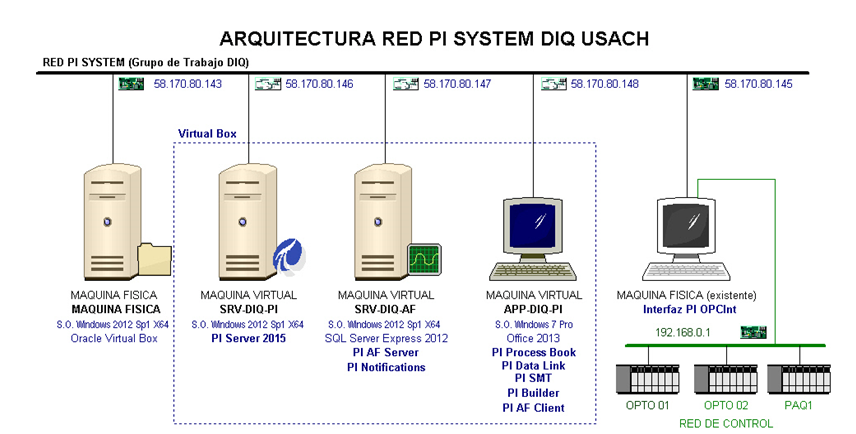 ARQUITECTURA RED PI SYSTEM DIQ USACH
RED PI SYSTEM (Grupo de Trabajo DIQ)
58.170.80.143
58.170.80.146
58.170.80.147
58.170.80.148
58.170.80.145
Virtual Box
MAQUINA FISICA
MAQUINA FISICA
S.O. Windows 2012 Sp1 X64
Oracle Virtual Box
MAQUINA VIRTUAL
SRV-DIQ-PI
S.O. Windows 2012 Sp1 X64
PI Server 2015
MAQUINA VIRTUAL
SRV-DIQ-AF
S.O. Windows 2012 Sp1 X64
SQL Server Express 2012
PI AF Server
PI Notifications
MAQUINA VIRTUAL
APP-DIQ-PI
S.O. Windows 7 Pro
Office 2013
PI Process Book
PI Data Link
PI SMT
PI Builder
PI AF Client
MAQUINA FISICA (existente)
Interfaz PI OPCInt
192.168.0.1
OPTO 01
OPTO 02
PAQ1
RED DE CONTROL